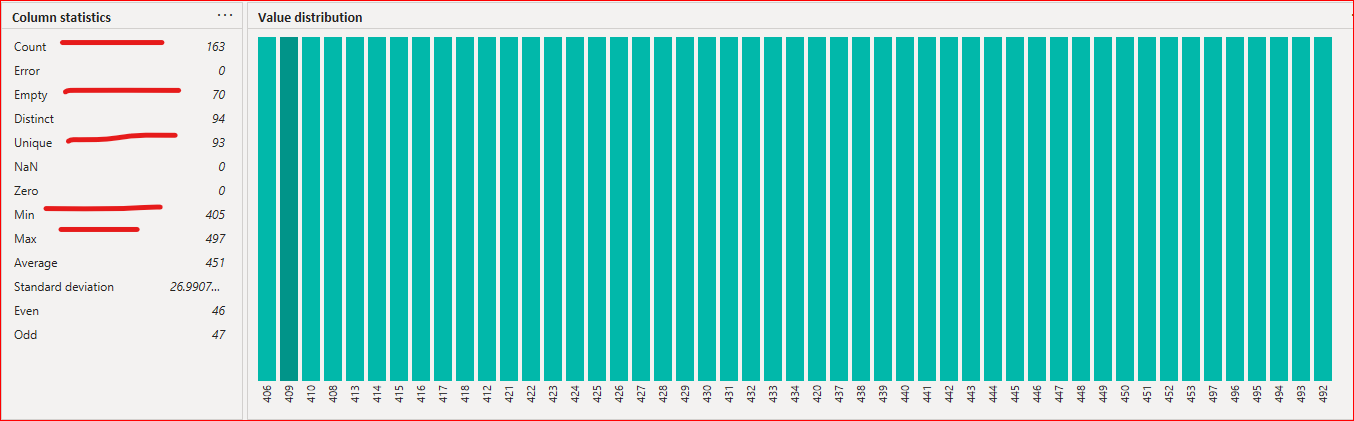 Column statistics ...
Value distribution
Count 163
Error 0
Empty 70
Distinct 94
Unique 93
NaN 0
Zero 0
Min 405
Max 497
Average 451
Standard deviation 26.9907...
Even 46
Odd 47
406 409 410 408 413 414 415 416 417 418 412 421 422 423 424 425 426 427 428 429 430 431 432 433 434 420 437 438 439 440 441 442 443 444 445 446 447 448 449 450 451 452 453 497 496 495 494 493 492